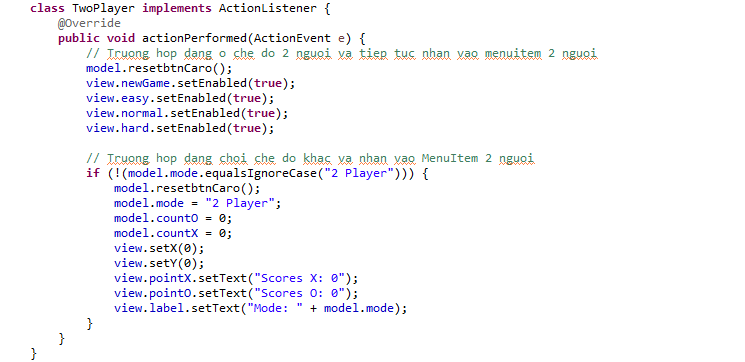 class TwoPlayer implements ActionListener {
@Override
public void actionPerformed(ActionEvent e) {
// Truong hop dang o che do 2 nguoi va tiep tuc nhan vao menuitem 2 nguoi
model.resetbtnCaro();
view.newGame.setEnabled(true);
view.easy.setEnabled(true);
view.normal.setEnabled(true);
view.hard.setEnabled(true);
// Truong hop dang choi che do khac va nhan vao MenuItem 2 nguoi
if (!(model.mode.equalsIgnoreCase("2 Player"))) {
model.resetbtnCaro();
model.mode = "2 Player";
model.countO = 0;
model.countX = 0;
view.setX(0);
view.setY(0);
view.pointX.setText("Scores X: 0");
view.pointO.setText("Scores O: 0");
view.label.setText("Mode: " + model.mode);
}
}
}